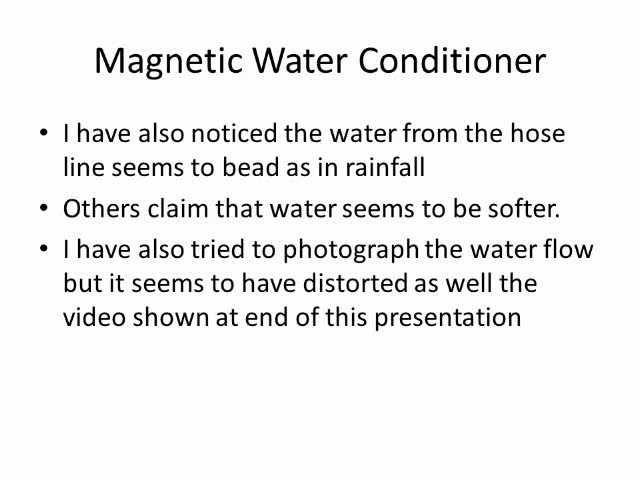 Magnetic Water Conditioner
• I have also noticed the water from the hose
line seems to bead as in rainfall
• Others claim that water seems to be softer.
• I have also tried to photograph the water flow
but it seems to have distorted as well the
video shown at end of this presentation